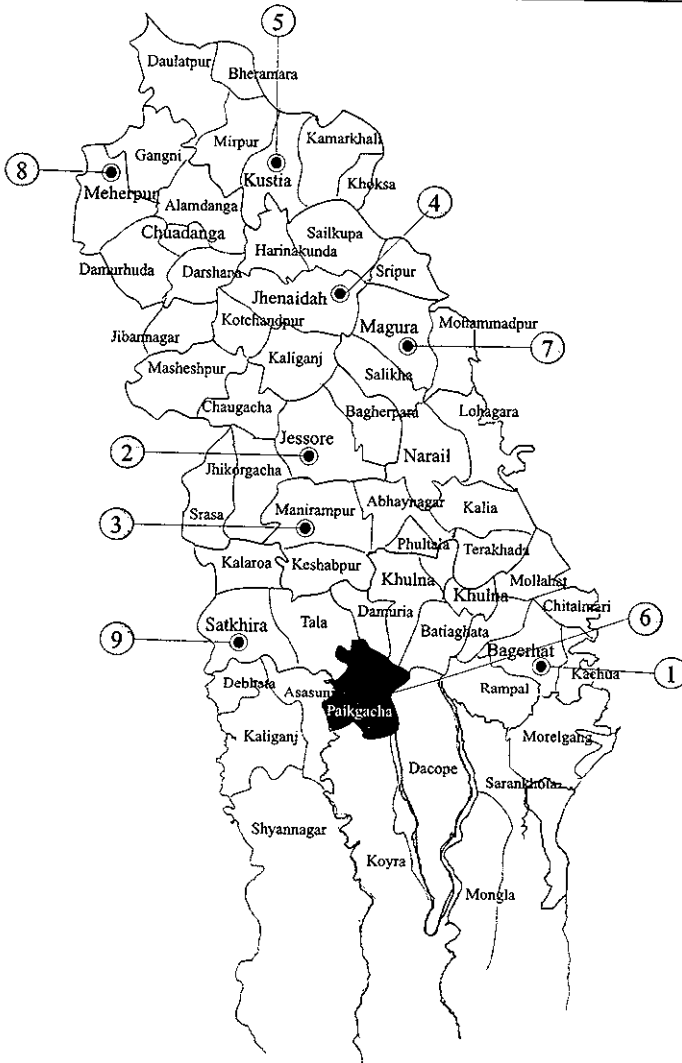 5
Daulatpur
Bheramara
Kamarkhali
Mirpur
Gangni
8
Kustia
Khoksa
Meherpur
4
Alamdanga
Sailkupa
Chuadanga
Harinakunda
Damurhuda
Darshana
Sripur
Jhenaidah
Kotchandpur
Magura
Mohammadpur
Jibannagar
7
Kaliganj
Masheshpur
Salikha
Chaugacha
Bagherpara
Lohagara
Jessore
2
Narail
Jhikorgacha
Abhaynagar
Kalia
Manirampur
Srasa
3
Phultala
Terakhada
Kalaroa
Keshabpur
Khulna
Mollahat
Khulna
Chitalmari
Damuria
6
Satkhira
Tala
Batiaghata
9
Bagerhat
Kachua
1
Debhata
Asasuni
Rampal
Paikgacha
Kaliganj
Morelgang
Dacope
Sarankhola
Shyannagar
Koyra
Mongla